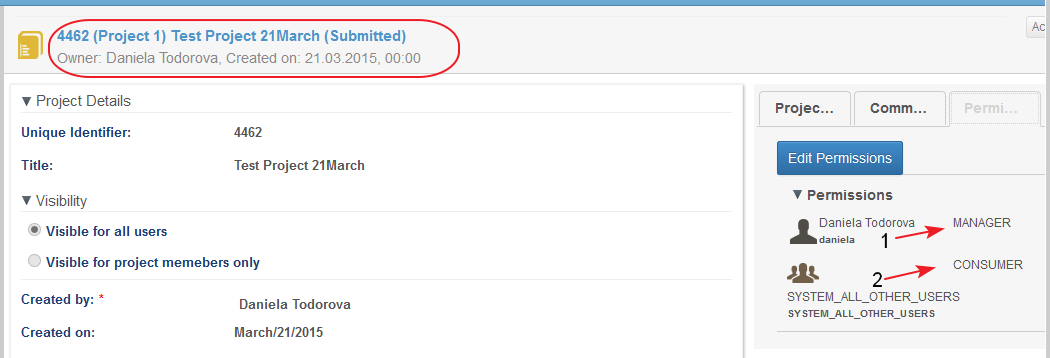 4462 (Project 1) Test Project 21March (Submitted)
Owner: Daniela Todorova, Created on: 21.03.2015, 00:00
Ac
Project Details
Unique Identifier: 4462
Title: Test Project 21March
Visibility
Visible for all users
Visible for project memebers only
Created by: * Daniela Todorova
Created on: March/21/2015
Projec... Comm... Permi...
Edit Permissions
Permissions
Daniela Todorova MANAGER
daniela 1
CONSUMER
2
SYSTEM_ALL_OTHER_USERS
SYSTEM_ALL_OTHER_USERS